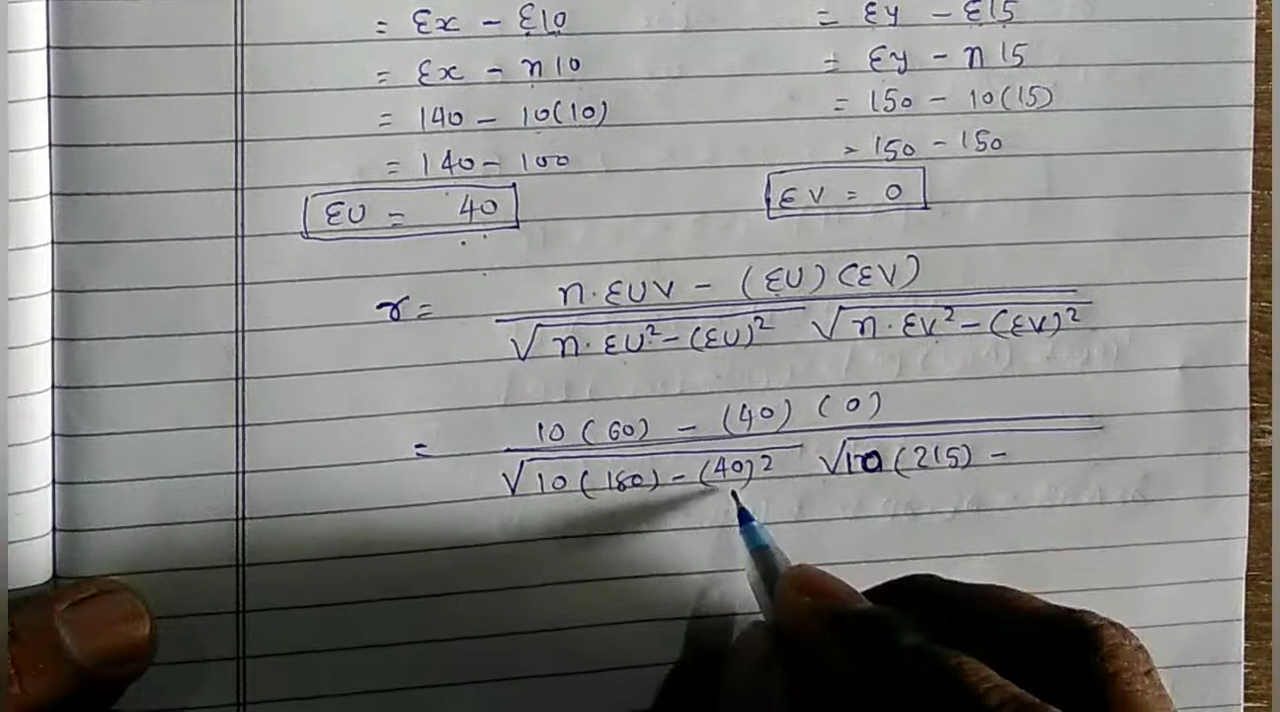 = Σx - Σ10
= Σy - Σ15
= Σx - n10
= Σy - n15
= 140 - 10(10)
= 150 - 10(15)
= 140 - 100
= 150 - 150
ΣU = 40
ΣV = 0
r = n·ΣUV - (ΣU)(ΣV)
√n·ΣU²-(ΣU)² √n·ΣV²-(ΣV)²
= 10(60) - (40)(0)
√10(180)-(40)² √10(215) -